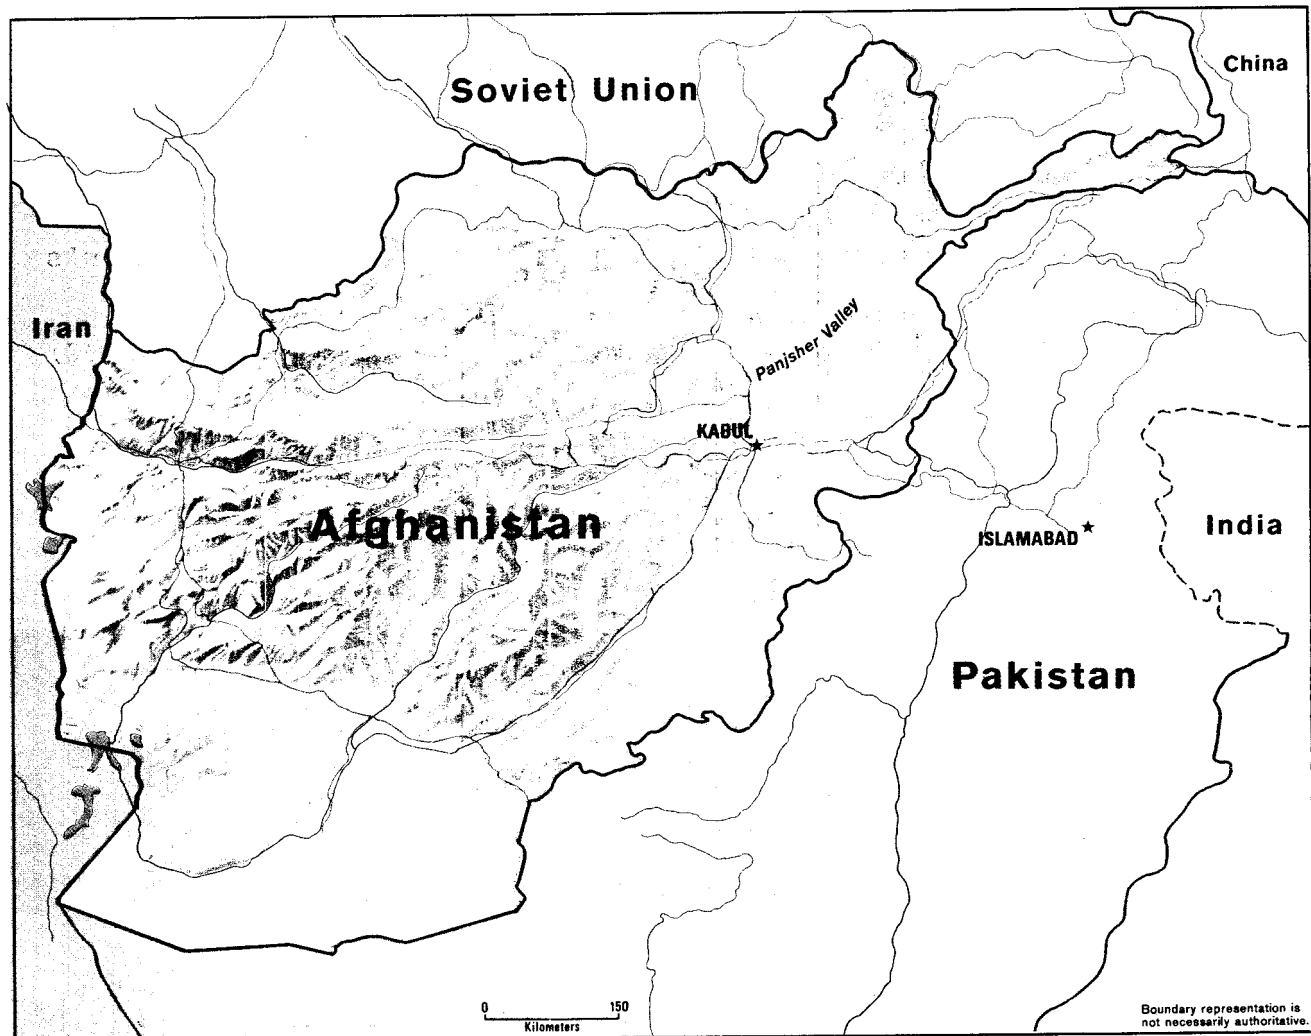 Soviet Union
China
Iran
Panjsher Valley
KABUL
Afghanistan
ISLAMABAD
India
Pakistan
0 150
Kilometers
Boundary representation is
not necessarily authoritative.